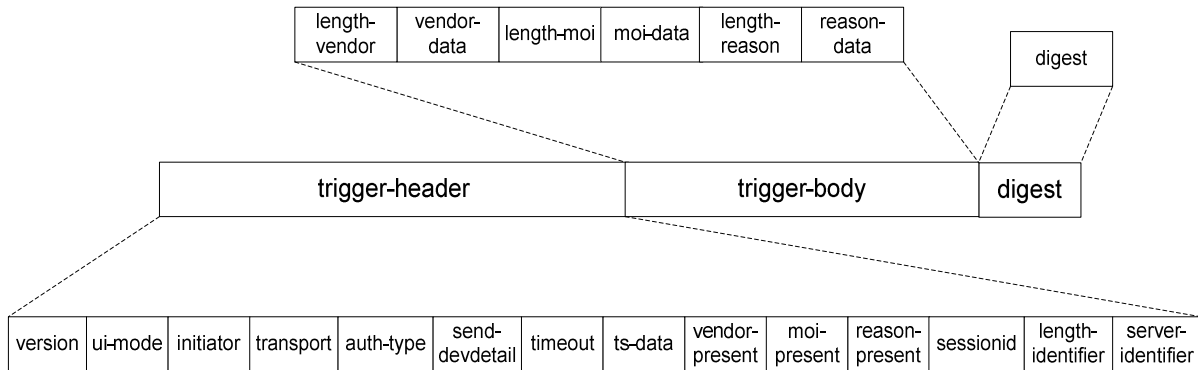 length-
vendor
vendor-
data
length-moi
moi-data
length-
reason
reason-
data
digest
trigger-header
trigger-body
digest
version
ui-mode
initiator
transport
auth-type
send-
devdetail
timeout
ts-data
vendor-
present
moi-
present
reason-
present
sessionid
length-
identifier
server-
identifier